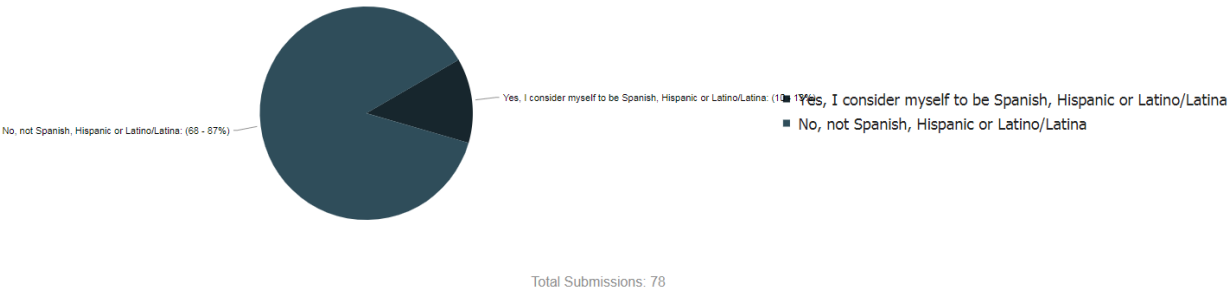 Yes, I consider myself to be Spanish, Hispanic or Latino/Latina: (10 - 13%)
Yes, I consider myself to be Spanish, Hispanic or Latino/Latina
No, not Spanish, Hispanic or Latino/Latina
No, not Spanish, Hispanic or Latino/Latina: (68 - 87%)
Total Submissions: 78